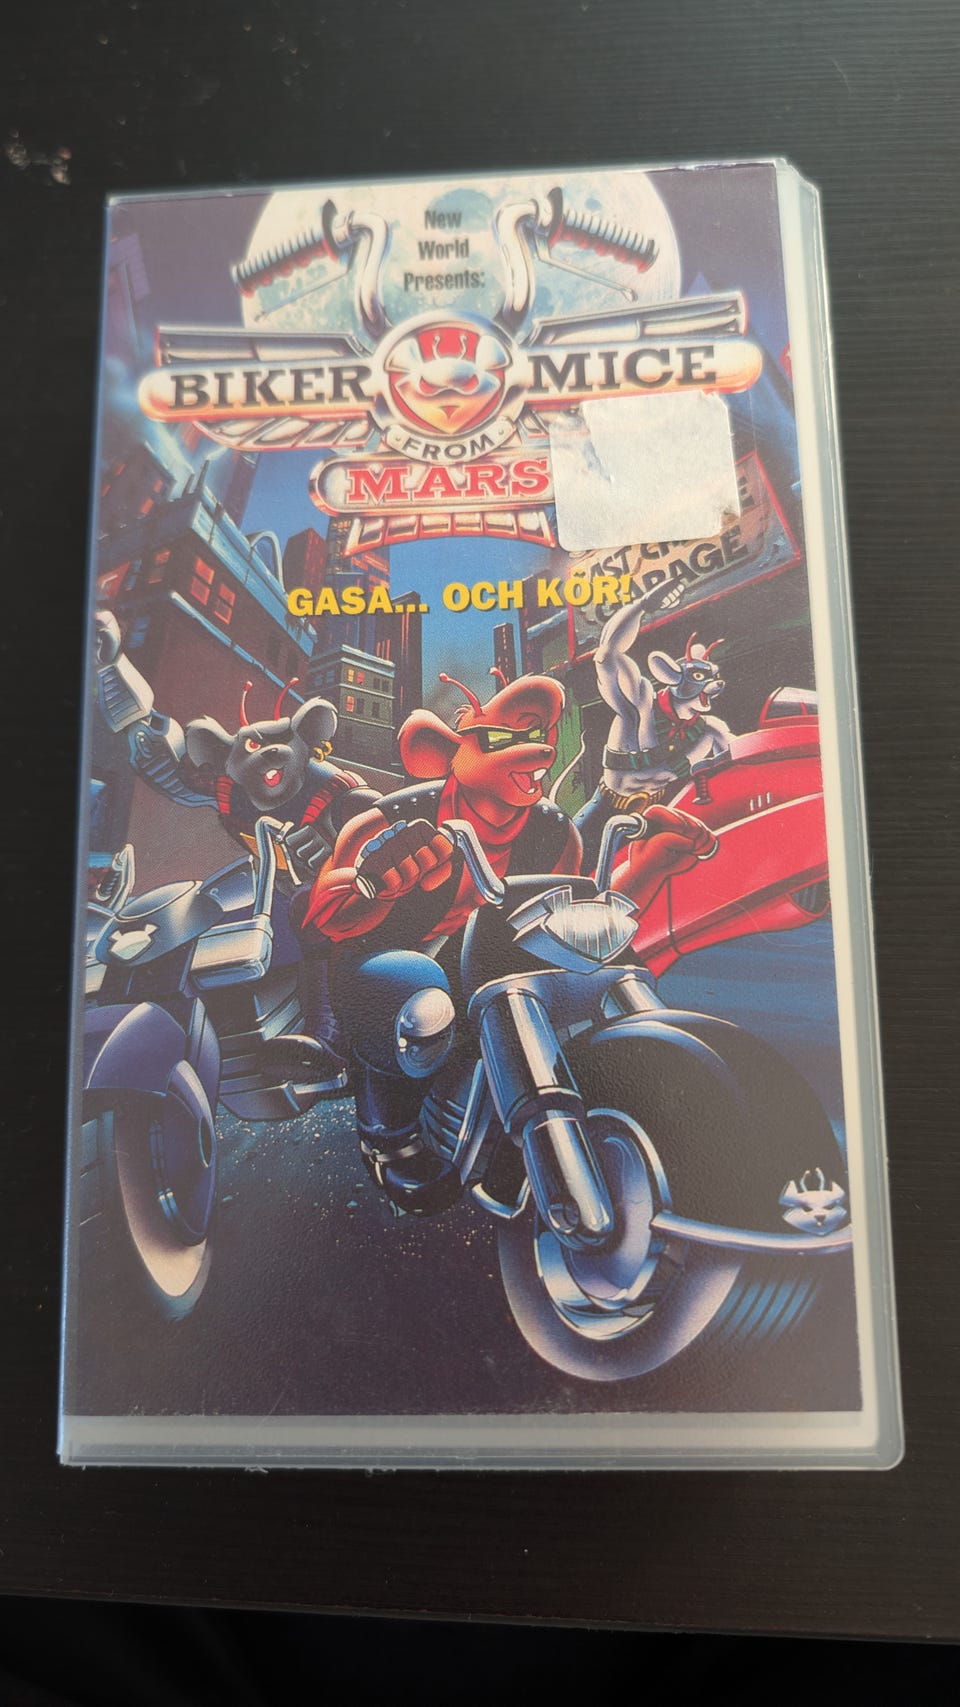 New
World
Presents:
BIKER MICE
FROM
MARS
GASA... OCH KÖR!